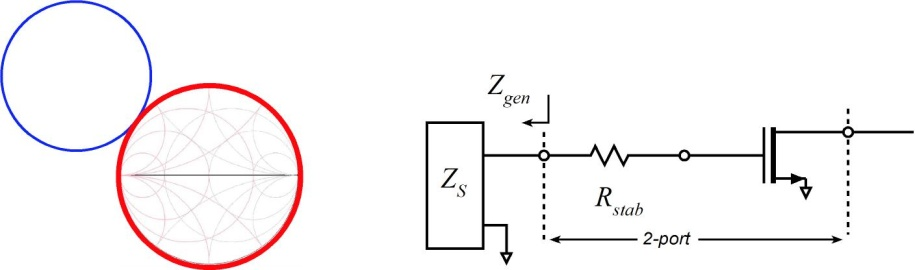 Z_gen
Z_S
R_stab
2-port